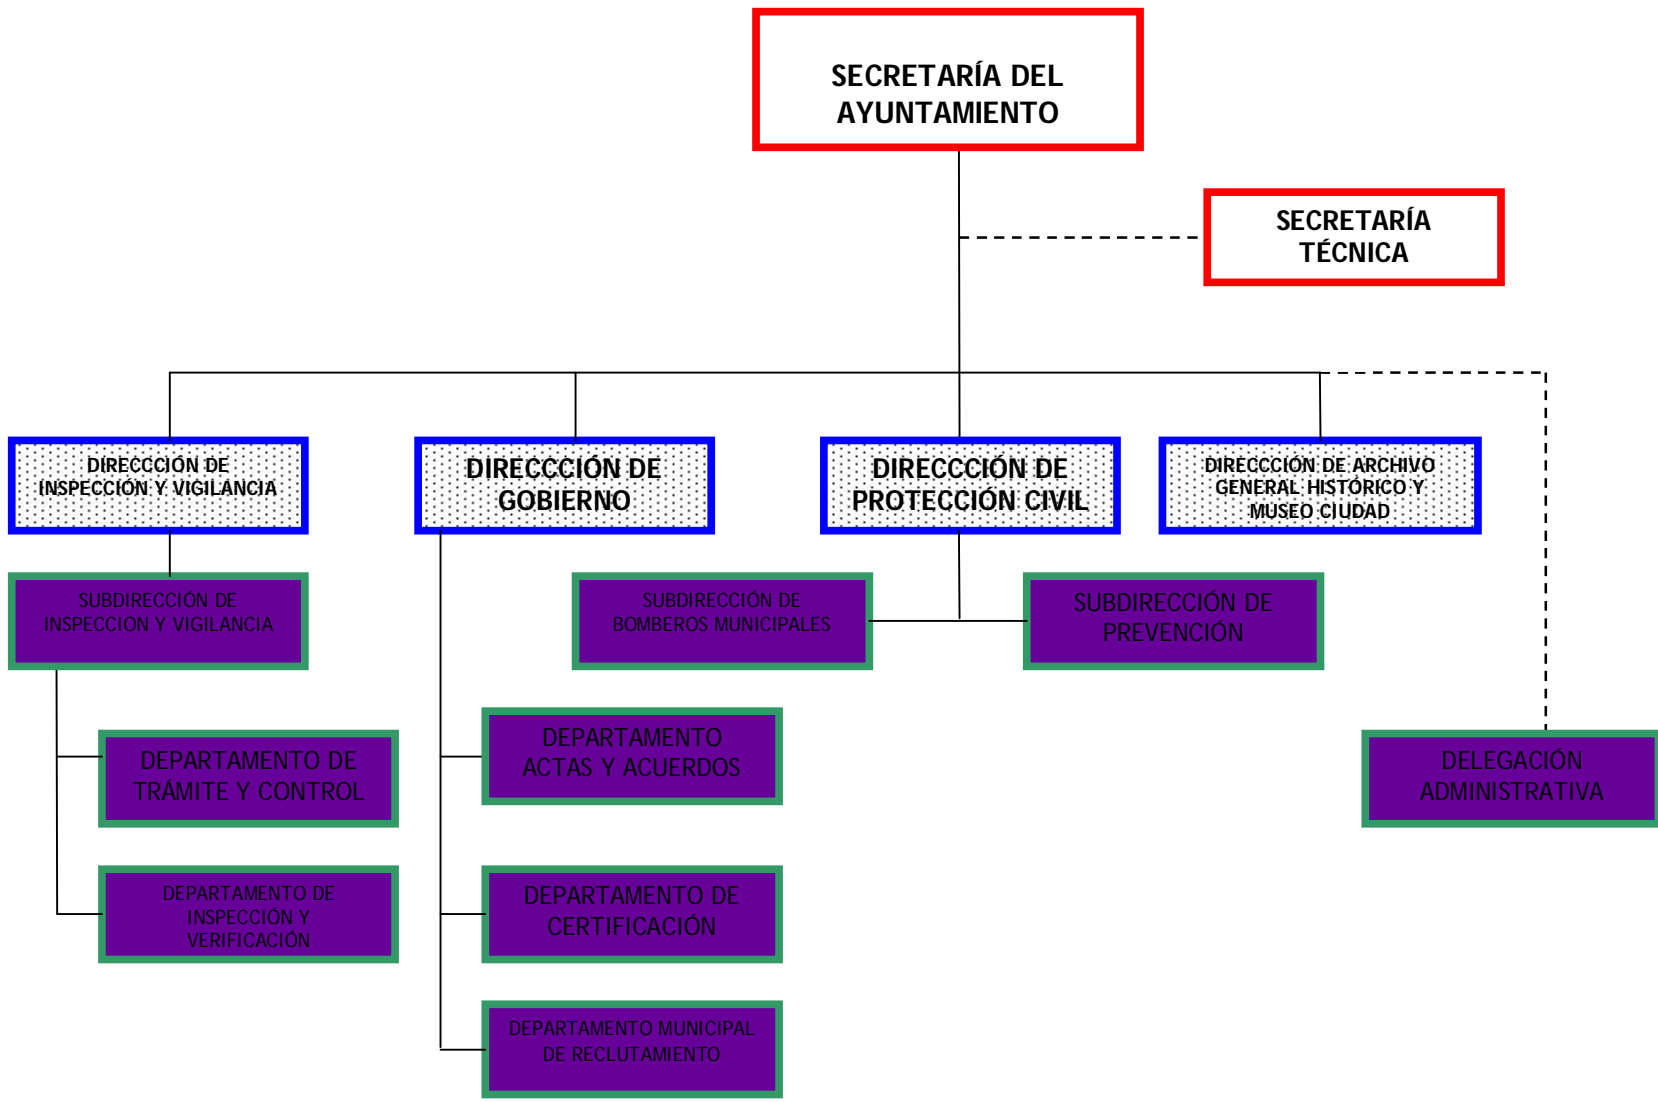 SECRETARÍA DEL
AYUNTAMIENTO
SECRETARÍA
TÉCNICA
DIRECCCIÓN DE
INSPECCIÓN Y VIGILANCIA
DIRECCCIÓN DE
GOBIERNO
DIRECCCIÓN DE
PROTECCIÓN CIVIL
DIRECCCIÓN DE ARCHIVO
GENERAL HISTÓRICO Y
MUSEO CIUDAD
SUBDIRECCIÓN DE
INSPECCION Y VIGILANCIA
SUBDIRECCIÓN DE
BOMBEROS MUNICIPALES
SUBDIRECCIÓN DE
PREVENCIÓN
DEPARTAMENTO DE
TRÁMITE Y CONTROL
DEPARTAMENTO
ACTAS Y ACUERDOS
DELEGACIÓN
ADMINISTRATIVA
DEPARTAMENTO DE
INSPECCIÓN Y
VERIFICACIÓN
DEPARTAMENTO DE
CERTIFICACIÓN
DEPARTAMENTO MUNICIPAL
DE RECLUTAMIENTO